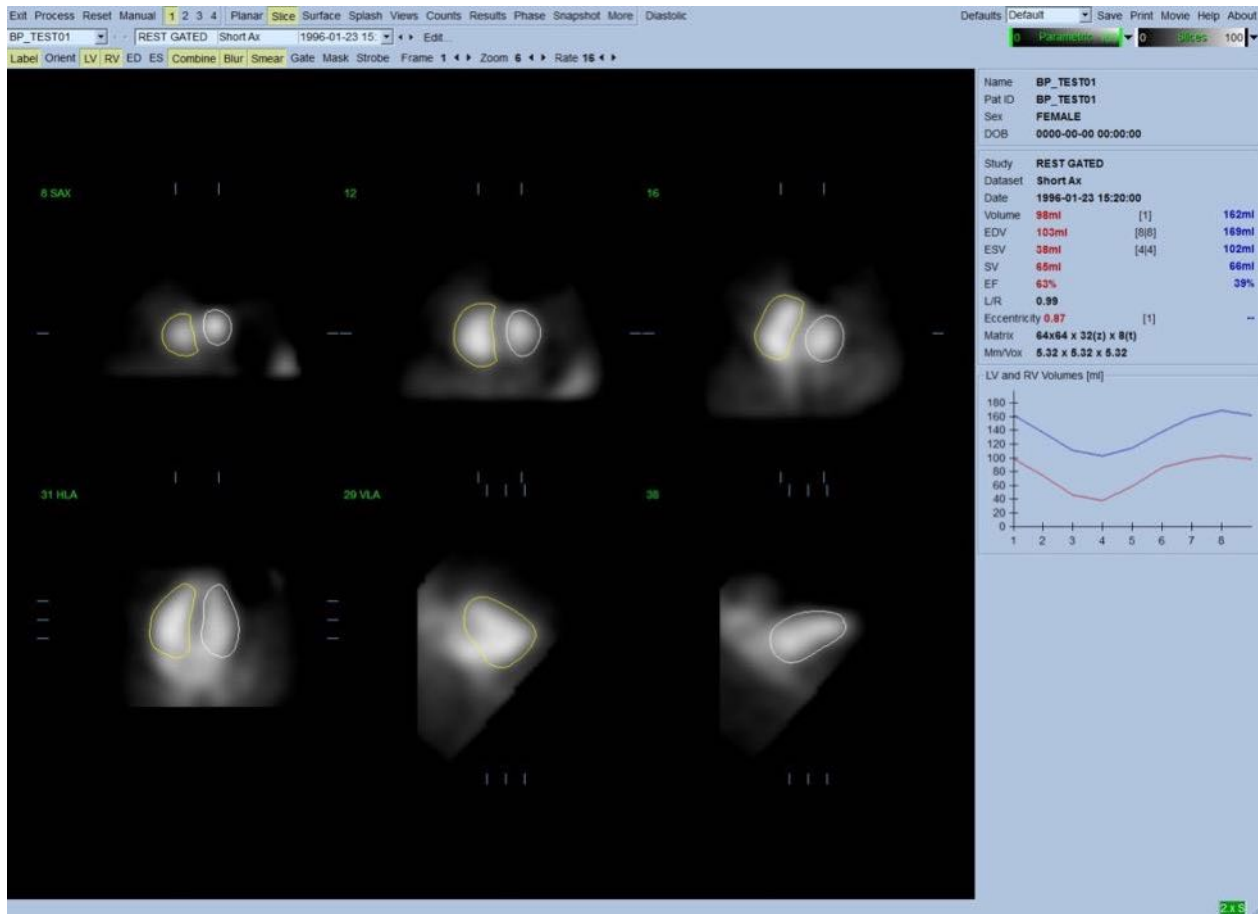 Exit Process Reset Manual 1 2 3 4 Planar Slice Surface Splash Views Counts Results Phase Snapshot More Diastolic Defaults Default Save Print Movie Help About
BP_TEST01 REST GATED Short Ax 1996-01-23 15: Edit... 0 Parametric 0 Slices 100
Label Orient LV RV ED ES Combine Blur Smear Gate Mask Strobe Frame 1 Zoom 6 Rate 16
Name BP_TEST01
Pat ID BP_TEST01
Sex FEMALE
DOB 0000-00-00 00:00:00
Study REST GATED
Dataset Short Ax
Date 1996-01-23 15:20:00
Volume 98ml [1] 162ml
EDV 103ml [8|8] 169ml
ESV 38ml [4|4] 102ml
SV 65ml 66ml
EF 63% 39%
L/R 0.99
Eccentricity 0.87 [1] --
Matrix 64x64 x 32(z) x 8(t)
Mm/Vox 5.32 x 5.32 x 5.32
LV and RV Volumes [ml]
180
160
140
120
100
80
60
40
20
0
1 2 3 4 5 6 7 8
8 SAX 12 16
31 HLA 29 VLA 38
2 x S